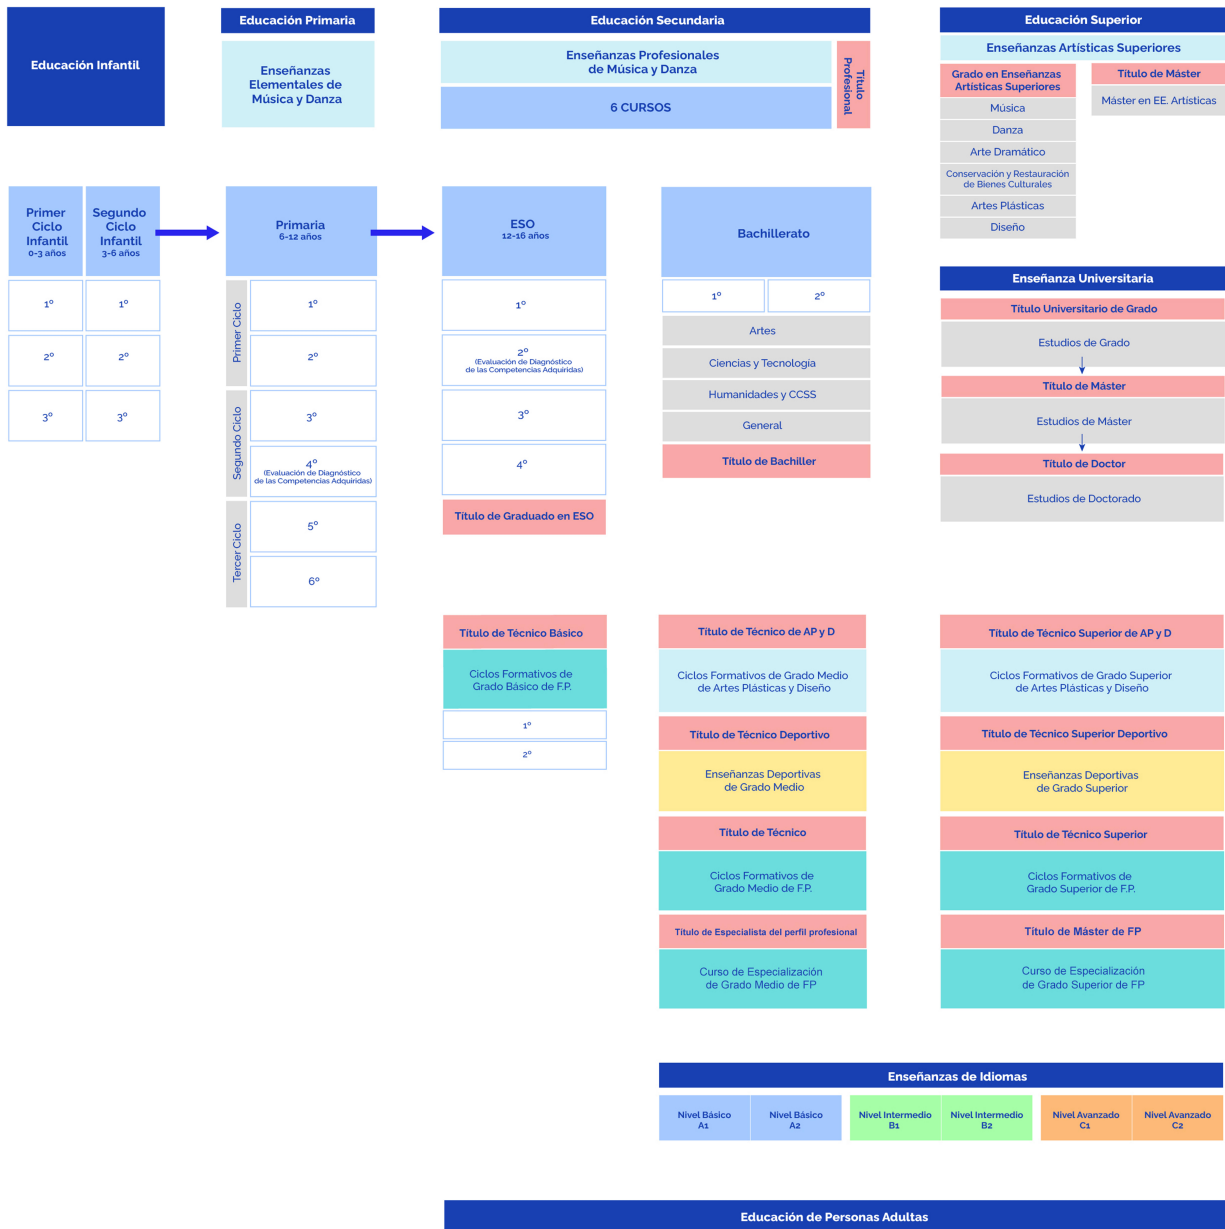 Educación Infantil
Educación Primaria
Enseñanzas
Elementales de
Música y Danza
Educación Secundaria
Enseñanzas Profesionales
de Música y Danza
6 CURSOS
Título
Profesional
Educación Superior
Enseñanzas Artísticas Superiores
Grado en Enseñanzas
Artísticas Superiores
Música
Danza
Arte Dramático
Conservación y Restauración
de Bienes Culturales
Artes Plásticas
Diseño
Título de Máster
Máster en EE. Artísticas
Primer
Ciclo
Infantil
0-3 años
1º
2º
3º
Segundo
Ciclo
Infantil
3-6 años
1º
2º
3º
Primaria
6-12 años
Primer Ciclo
1º
2º
Segundo Ciclo
3º
4º
(Evaluación de Diagnóstico
de las Competencias Adquiridas)
Tercer Ciclo
5º
6º
ESO
12-16 años
1º
2º
(Evaluación de Diagnóstico
de las Competencias Adquiridas)
3º
4º
Título de Graduado en ESO
Bachillerato
1º
2º
Artes
Ciencias y Tecnología
Humanidades y CCSS
General
Título de Bachiller
Enseñanza Universitaria
Título Universitario de Grado
Estudios de Grado
Título de Máster
Estudios de Máster
Título de Doctor
Estudios de Doctorado
Título de Técnico Básico
Ciclos Formativos de
Grado Básico de F.P.
1º
2º
Título de Técnico de AP y D
Ciclos Formativos de Grado Medio
de Artes Plásticas y Diseño
Título de Técnico Deportivo
Enseñanzas Deportivas
de Grado Medio
Título de Técnico
Ciclos Formativos de
Grado Medio de F.P.
Título de Especialista del perfil profesional
Curso de Especialización
de Grado Medio de FP
Título de Técnico Superior de AP y D
Ciclos Formativos de Grado Superior
de Artes Plásticas y Diseño
Título de Técnico Superior Deportivo
Enseñanzas Deportivas
de Grado Superior
Título de Técnico Superior
Ciclos Formativos de
Grado Superior de F.P.
Título de Máster de FP
Curso de Especialización
de Grado Superior de FP
Enseñanzas de Idiomas
Nivel Básico
A1
Nivel Básico
A2
Nivel Intermedio
B1
Nivel Intermedio
B2
Nivel Avanzado
C1
Nivel Avanzado
C2
Educación de Personas Adultas